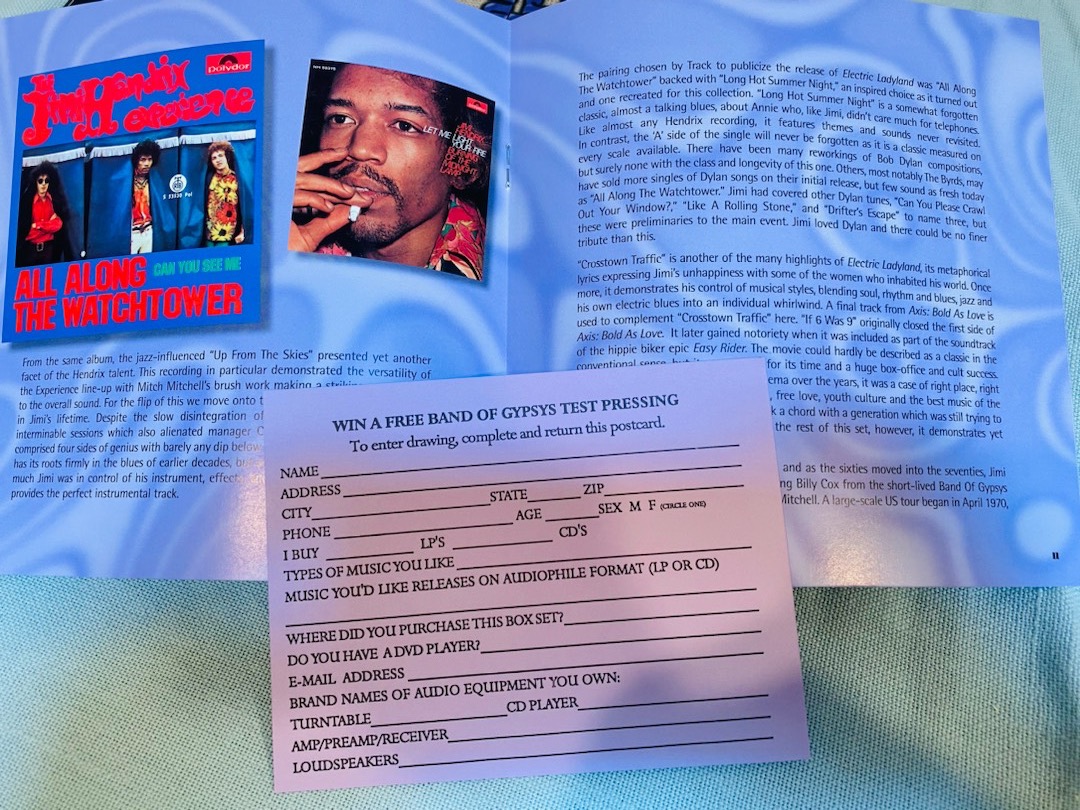 Jimi Hendrix
Experience
Polydor
S 53030 Pol
ALL ALONG
CAN YOU SEE ME
THE WATCHTOWER
Polydor
LET ME LIGHT
YOUR FIRE
BURNING
OF THE
MIDNIGHT
LAMP
From the same album, the jazz-influenced "Up From The Skies" presented yet another
facet of the Hendrix talent. This recording in particular demonstrated the versatility of
the Experience line-up with Mitch Mitchell's brush work making a
to the overall sound. For the flip of this we move onto
in Jimi's lifetime. Despite the slow disintegration of
interminable sessions which also alienated manager C
comprised four sides of genius with barely any dip below
has its roots firmly in the blues of earlier decades,
much Jimi was in control of his instrument,
provides the perfect instrumental track.
The pairing chosen by Track to publicize the release of Electric Ladyland was "All Along
The Watchtower" backed with "Long Hot Summer Night," an inspired choice as it turned out
and one recreated for this collection. "Long Hot Summer Night" is a somewhat forgotten
classic, almost a talking blues, about Annie who, like Jimi, didn't care much for telephones.
Like almost any Hendrix recording, it features themes and sounds never revisited.
In contrast, the 'A' side of the single will never be forgotten as it is a classic measured on
every scale available. There have been many reworkings of Bob Dylan compositions,
but surely none with the class and longevity of this one. Others, most notably The Byrds, may
have sold more singles of Dylan songs on their initial release, but few sound as fresh today
as "All Along The Watchtower." Jimi had covered other Dylan tunes, "Can You Please Crawl
Out Your Window?," "Like A Rolling Stone," and "Drifter's Escape" to name three, but
these were preliminaries to the main event. Jimi loved Dylan and there could be no finer
tribute than this.
"Crosstown Traffic" is another of the many highlights of Electric Ladyland, its metaphorical
lyrics expressing Jimi's unhappiness with some of the women who inhabited his world. Once
more, it demonstrates his control of musical styles, blending soul, rhythm and blues, jazz and
his own electric blues into an individual whirlwind. A final track from Axis: Bold As Love is
used to complement "Crosstown Traffic" here. "If 6 Was 9" originally closed the first side of
Axis: Bold As Love. It later gained notoriety when it was included as part of the soundtrack
of the hippie biker epic Easy Rider. The movie could hardly be described as a classic in the
conventional sense, but it for its time and a huge box-office and cult success.
ema over the years, it was a case of right place, right
, free love, youth culture and the best music of the
k a chord with a generation which was still trying to
the rest of this set, however, it demonstrates yet
and as the sixties moved into the seventies, Jimi
ng Billy Cox from the short-lived Band Of Gypsys
Mitchell. A large-scale US tour began in April 1970,
11
WIN A FREE BAND OF GYPSYS TEST PRESSING
To enter drawing, complete and return this postcard.
NAME
ADDRESS
CITY STATE ZIP
PHONE AGE SEX M F (CIRCLE ONE)
I BUY LP'S CD'S
TYPES OF MUSIC YOU LIKE
MUSIC YOU'D LIKE RELEASES ON AUDIOPHILE FORMAT (LP OR CD)
WHERE DID YOU PURCHASE THIS BOX SET?
DO YOU HAVE A DVD PLAYER?
E-MAIL ADDRESS
BRAND NAMES OF AUDIO EQUIPMENT YOU OWN:
TURNTABLE CD PLAYER
AMP/PREAMP/RECEIVER
LOUDSPEAKERS